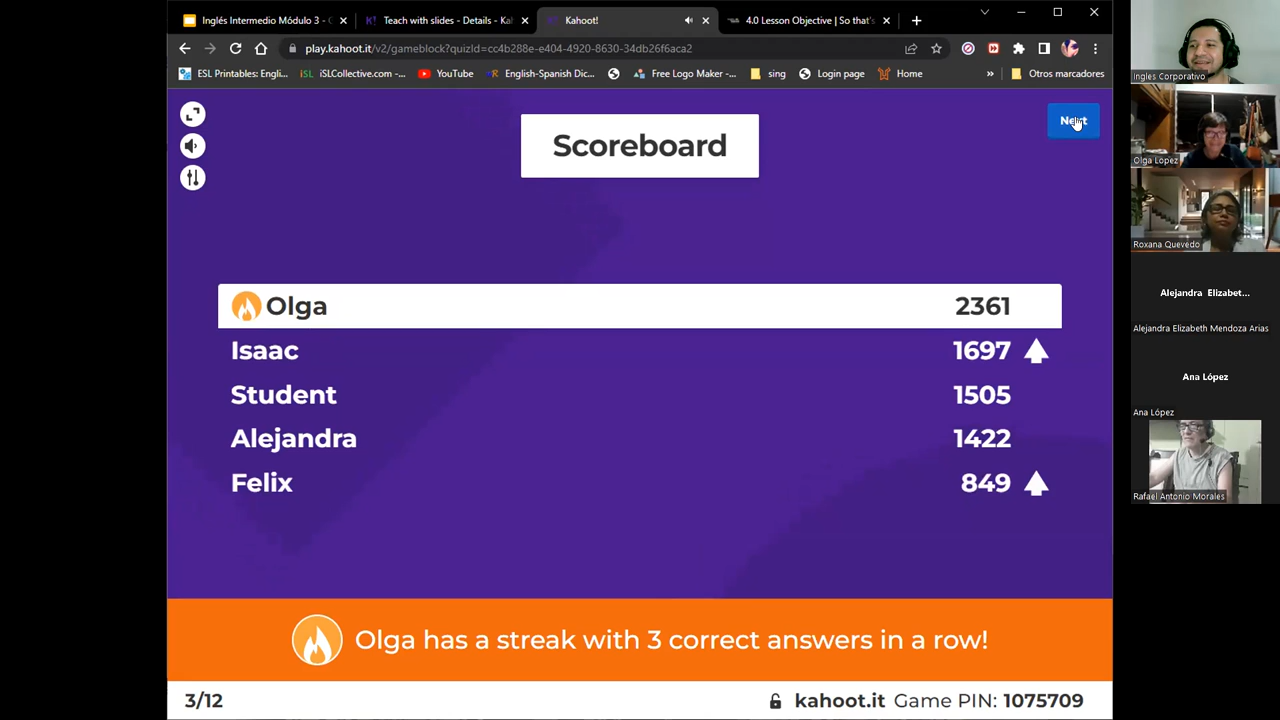 Inglés Intermedio Módulo 3 - 
Teach with slides - Details - Ka
Kahoot!
4.0 Lesson Objective | So that's
play.kahoot.it/v2/gameblock?quizId=cc4b288e-e404-4920-8630-34db26f6aca2
ESL Printables: Engli...
iSLCollective.com -...
YouTube
English-Spanish Dic...
Free Logo Maker -...
sing
Login page
Home
»
Otros marcadores
Scoreboard
Next
Olga 2361
Isaac 1697
Student 1505
Alejandra 1422
Felix 849
Olga has a streak with 3 correct answers in a row!
3/12
kahoot.it Game PIN: 1075709
Ingles Corporativo
Olga Lopez
Roxana Quevedo
Alejandra Elizabet...
Alejandra Elizabeth Mendoza Arias
Ana López
Ana López
Rafael Antonio Morales